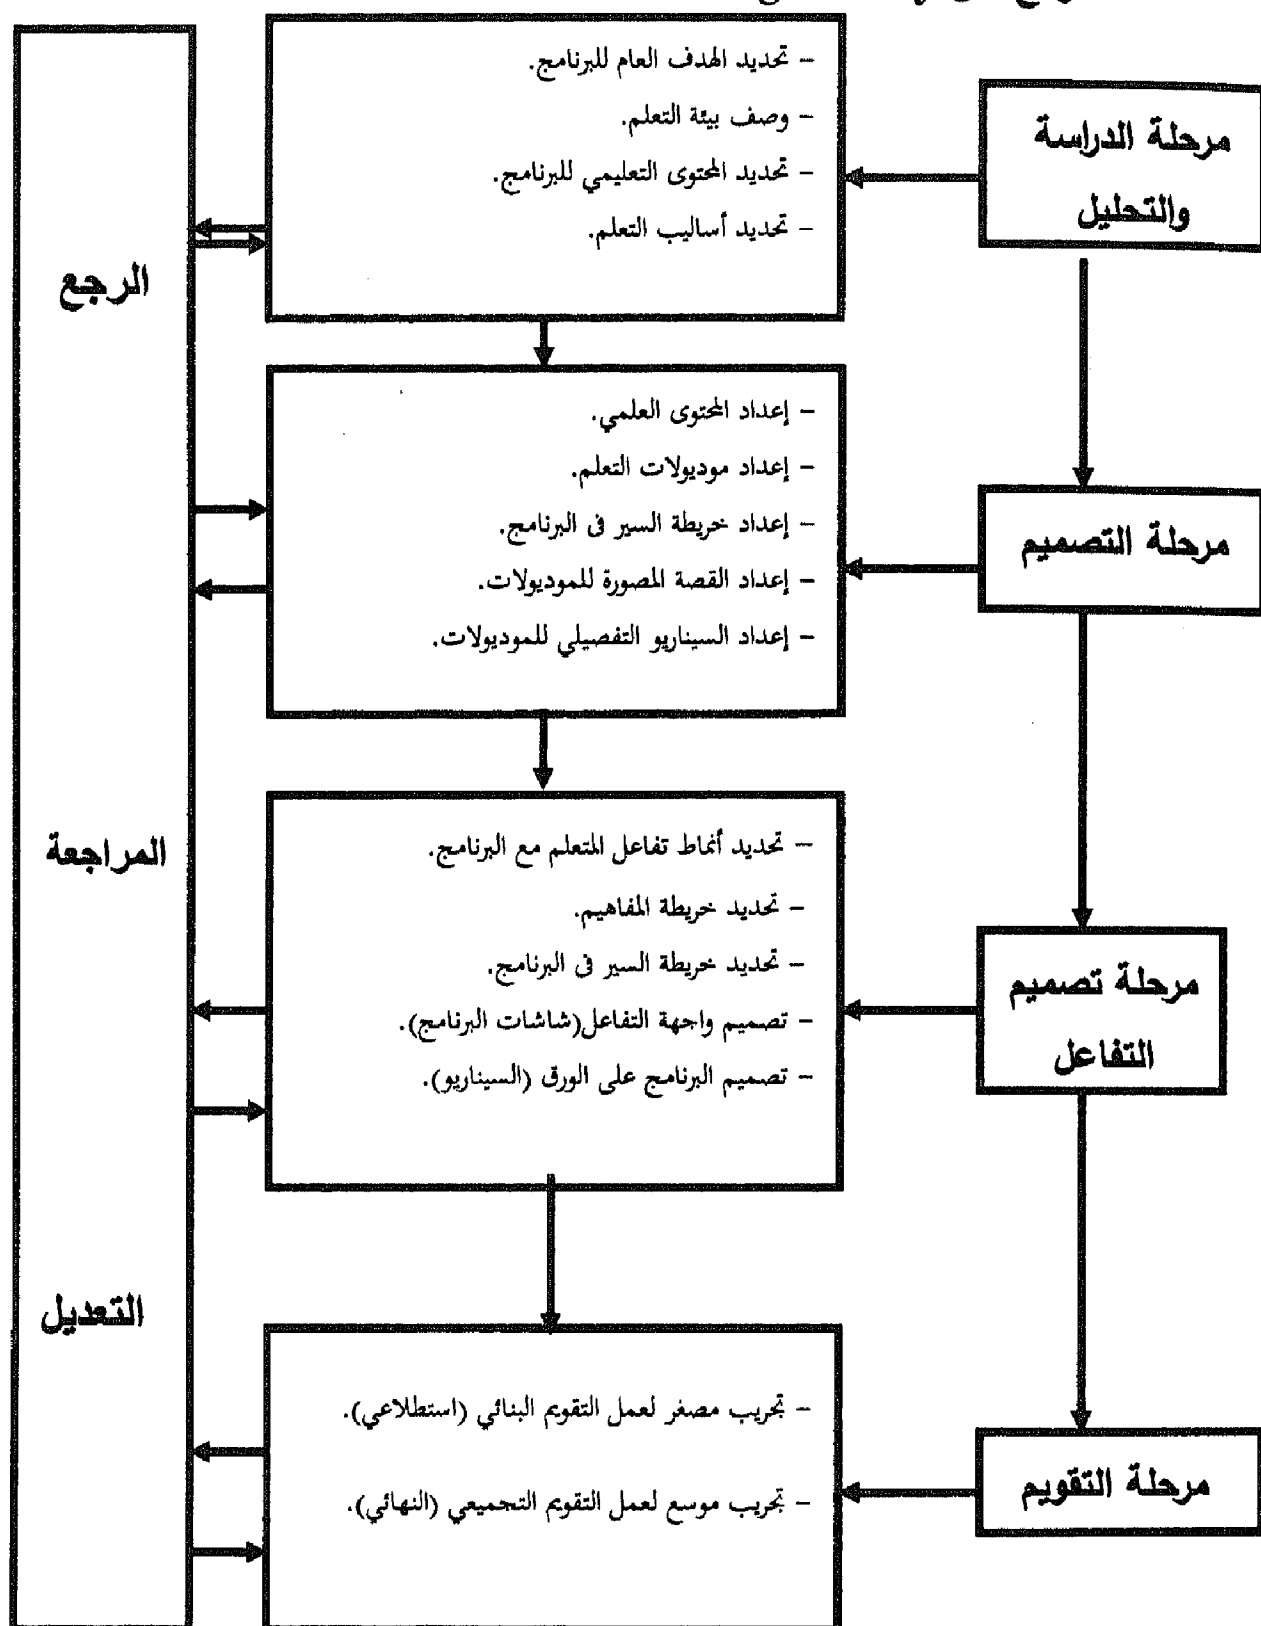 مرحلة الدراسة
والتحليل
– تحديد الهدف العام للبرنامج.
– وصف بيئة التعلم.
– تحديد المحتوى التعليمي للبرنامج.
– تحديد أساليب التعلم.
الرجع
مرحلة التصميم
– إعداد المحتوى العلمي.
– إعداد موديولات التعلم.
– إعداد خريطة السير فى البرنامج.
– إعداد القصة المصورة للموديولات.
– إعداد السيناريو التفصيلي للموديولات.
المراجعة
مرحلة تصميم
التفاعل
– تحديد أنماط تفاعل المتعلم مع البرنامج.
– تحديد خريطة المفاهيم.
– تحديد خريطة السير فى البرنامج.
– تصميم واجهة التفاعل(شاشات البرنامج).
– تصميم البرنامج على الورق (السيناريو).
التعديل
مرحلة التقويم
– تجريب مصغر لعمل التقويم البنائي (استطلاعي).
– تجريب موسع لعمل التقويم التجميعي (النهائي).